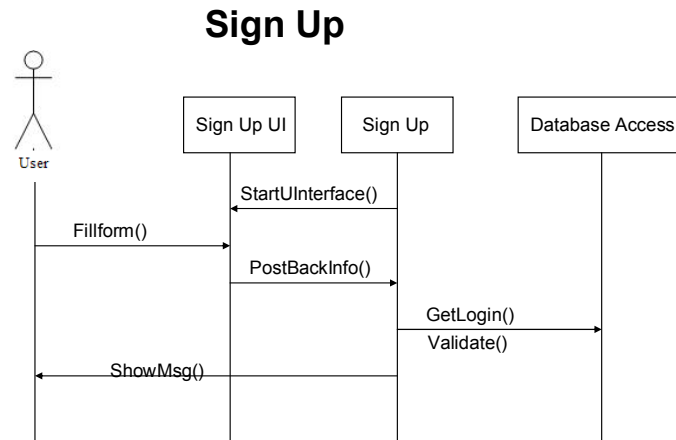 Sign Up
User
Sign Up UI
Sign Up
Database Access
StartUInterface()
Fillform()
PostBackInfo()
GetLogin()
Validate()
ShowMsg()